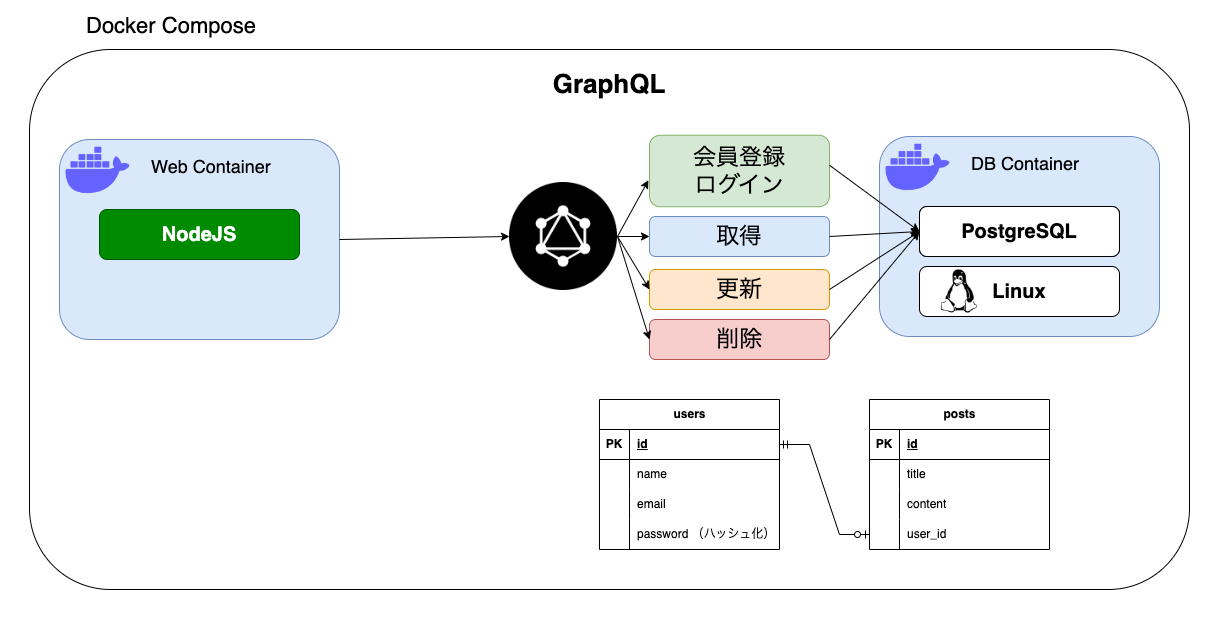 Docker Compose
GraphQL
Web Container
NodeJS
会員登録
ログイン
取得
更新
削除
DB Container
PostgreSQL
Linux
users
PK id
name
email
password （ハッシュ化）
posts
PK id
title
content
user_id